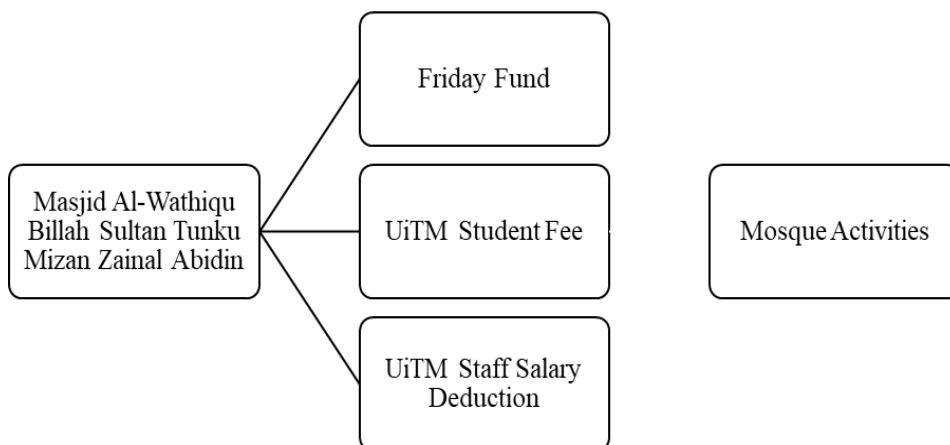 Friday Fund
Masjid Al-Wathiqu
Billah Sultan Tunku
Mizan Zainal Abidin
UiTM Student Fee
Mosque Activities
UiTM Staff Salary
Deduction